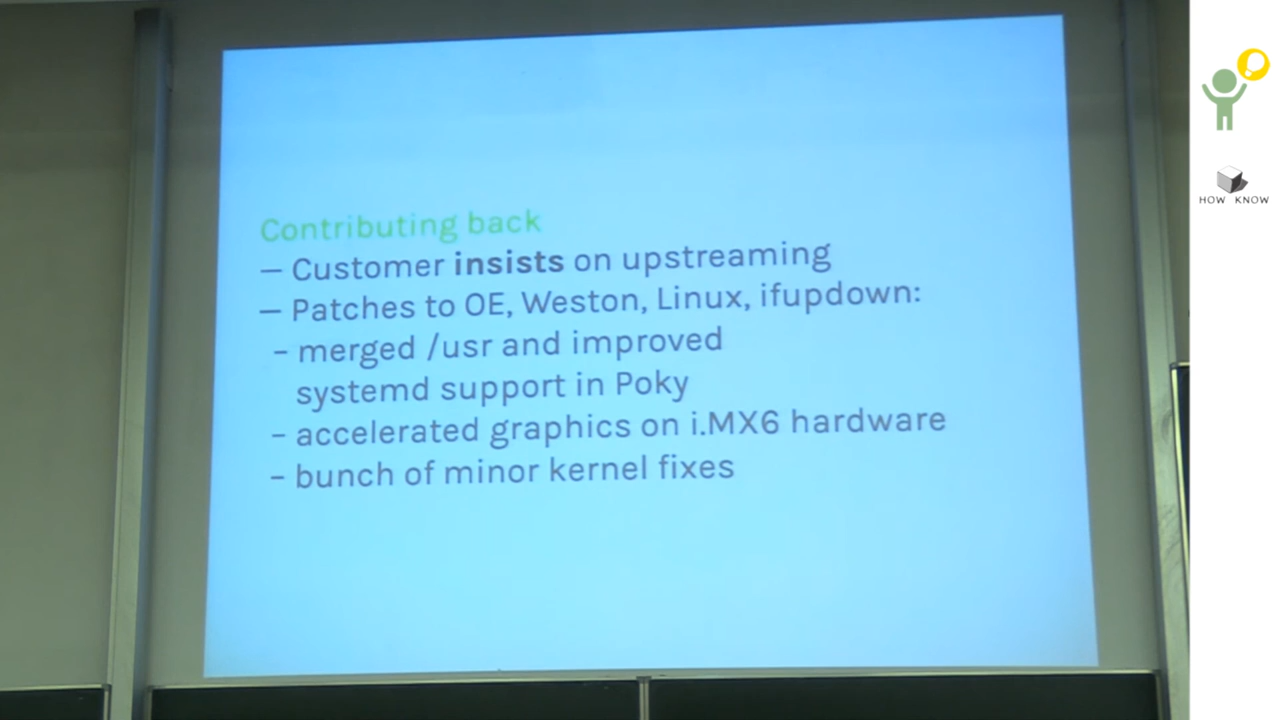 Contributing back
— Customer insists on upstreaming
— Patches to OE, Weston, Linux, ifupdown:
– merged /usr and improved
systemd support in Poky
– accelerated graphics on i.MX6 hardware
– bunch of minor kernel fixes
HOW KNOW